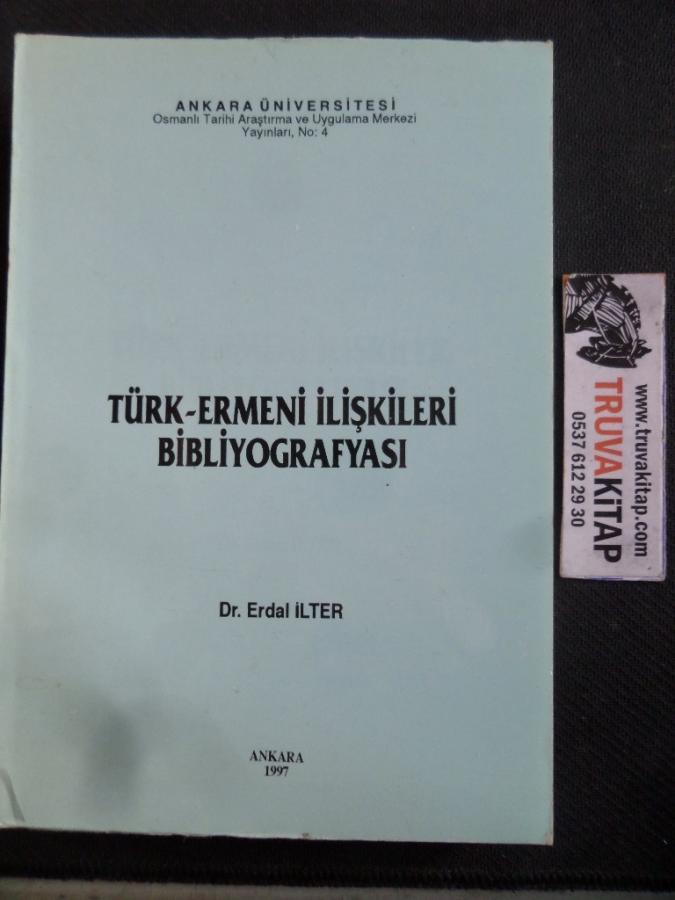 ANKARA ÜNİVERSİTESİ
Osmanlı Tarihi Araştırma ve Uygulama Merkezi
Yayınları, No: 4
TÜRK-ERMENİ İLİŞKİLERİ
BİBLİYOGRAFYASI
Dr. Erdal İLTER
ANKARA
1997
www.truvakitap.com
TRUVAKİTAP
0537 612 29 30